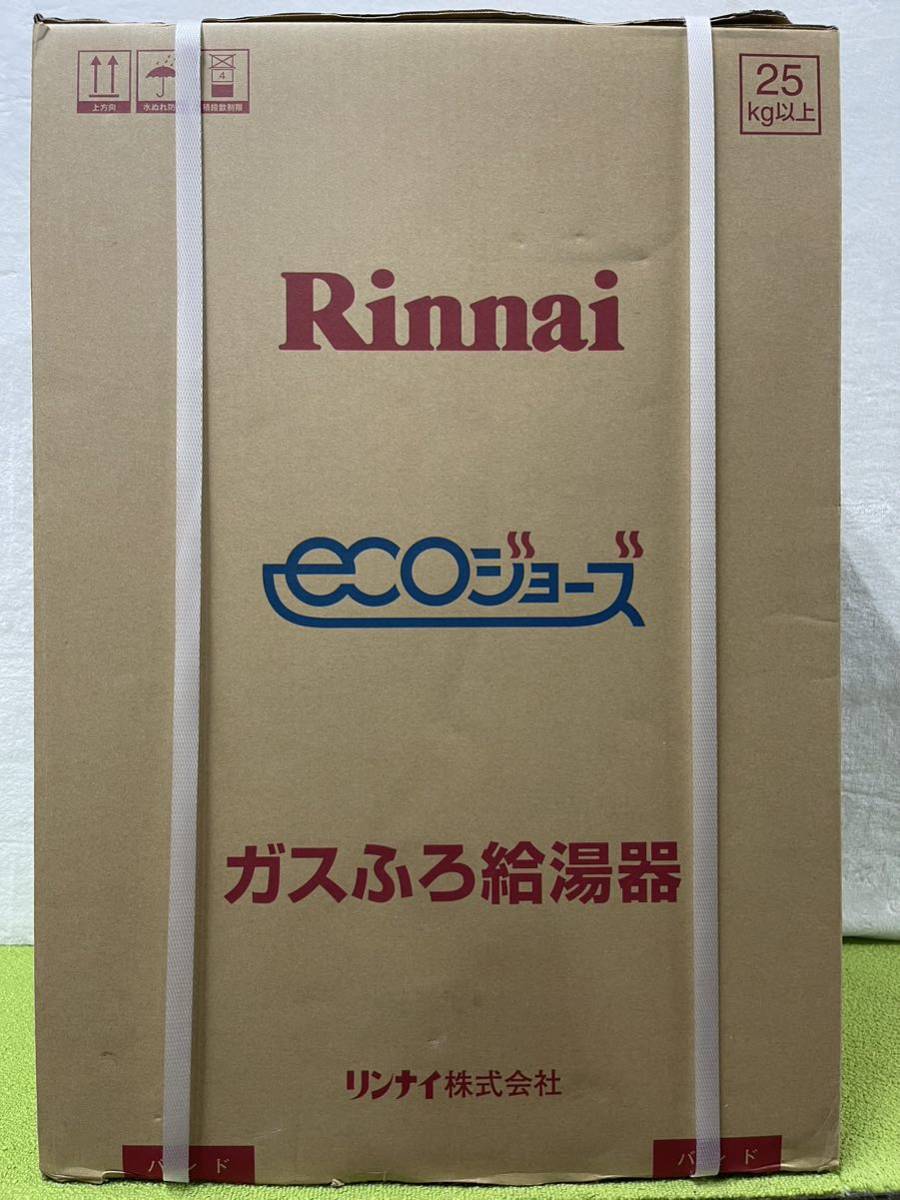 上方向
水ぬれ防
4
積段数制限
25
kg以上
Rinnai
ecoジョーズ
ガスふろ給湯器
リンナイ株式会社
バンド
バンド